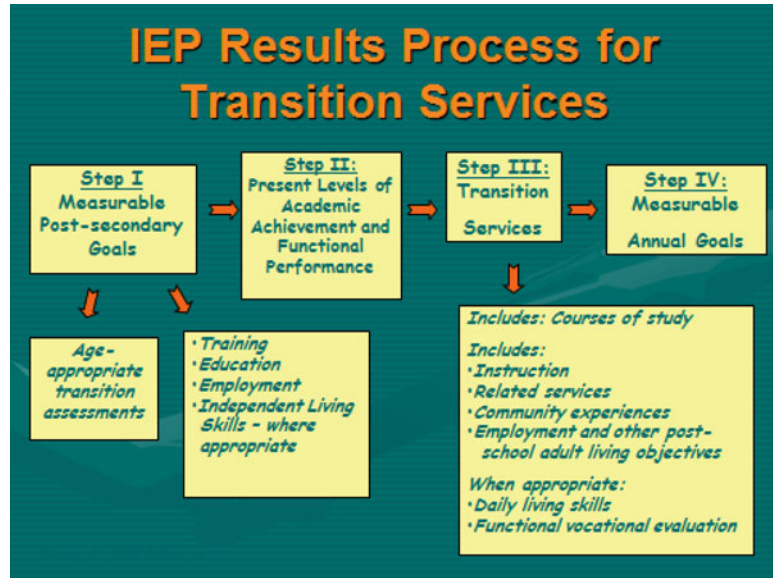 IEP Results Process for
Transition Services
Step I
Measurable
Post-secondary
Goals
Step II:
Present Levels of
Academic
Achievement and
Functional
Performance
Step III:
Transition
Services
Step IV:
Measurable
Annual Goals
Age-
appropriate
transition
assessments
•Training
•Education
•Employment
•Independent Living
Skills – where
appropriate
Includes: Courses of study
Includes:
•Instruction
•Related services
•Community experiences
•Employment and other post-
school adult living objectives
When appropriate:
•Daily living skills
•Functional vocational evaluation